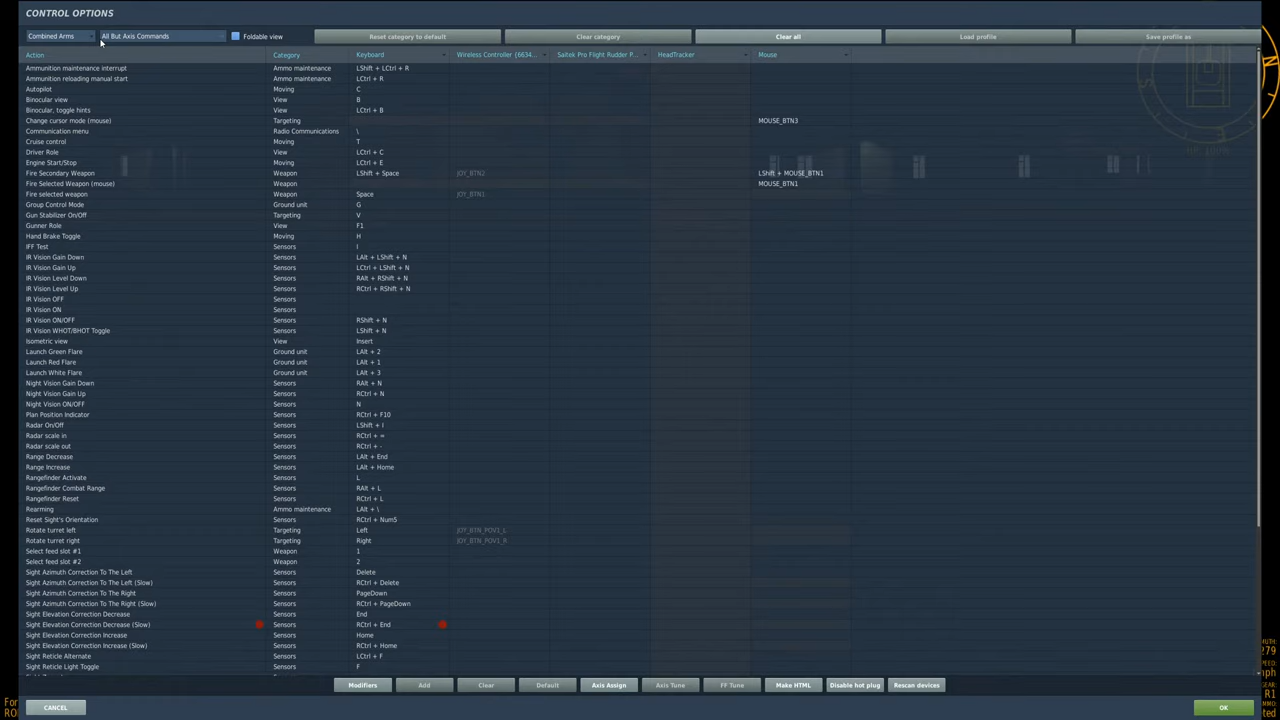 CONTROL OPTIONS
Combined Arms All But Axis Commands Foldable view Reset category to default Clear category Clear all Load profile Save profile as
Action Category Keyboard Wireless Controller {6634... Saitek Pro Flight Rudder P... HeadTracker Mouse
Ammunition maintenance interrupt Ammo maintenance LShift + LCtrl + R
Ammunition reloading manual start Ammo maintenance LCtrl + R
Autopilot Moving C
Binocular view View B
Binocular, toggle hints View LCtrl + B
Change cursor mode (mouse) Targeting MOUSE_BTN3
Communication menu Radio Communications \
Cruise control Moving T
Driver Role View LCtrl + C
Engine Start/Stop Moving LCtrl + E
Fire Secondary Weapon Weapon LShift + Space JOY_BTN2 LShift + MOUSE_BTN1
Fire Selected Weapon (mouse) Weapon MOUSE_BTN1
Fire selected weapon Weapon Space JOY_BTN1
Group Control Mode Ground unit G
Gun Stabilizer On/Off Targeting V
Gunner Role View F1
Hand Brake Toggle Moving H
IFF Test Sensors I
IR Vision Gain Down Sensors LAlt + LShift + N
IR Vision Gain Up Sensors LCtrl + LShift + N
IR Vision Level Down Sensors RAlt + RShift + N
IR Vision Level Up Sensors RCtrl + RShift + N
IR Vision OFF Sensors
IR Vision ON Sensors
IR Vision ON/OFF Sensors RShift + N
IR Vision WHOT/BHOT Toggle Sensors LShift + N
Isometric view View Insert
Launch Green Flare Ground unit LAlt + 2
Launch Red Flare Ground unit LAlt + 1
Launch White Flare Ground unit LAlt + 3
Night Vision Gain Down Sensors RAlt + N
Night Vision Gain Up Sensors RCtrl + N
Night Vision ON/OFF Sensors N
Plan Position Indicator Sensors RCtrl + F10
Radar On/Off Sensors LShift + I
Radar scale in Sensors RCtrl + =
Radar scale out Sensors RCtrl + -
Range Decrease Sensors LAlt + End
Range Increase Sensors LAlt + Home
Rangefinder Activate Sensors L
Rangefinder Combat Range Sensors RAlt + L
Rangefinder Reset Sensors RCtrl + L
Rearming Ammo maintenance LAlt + \
Reset Sight's Orientation Sensors RCtrl + Num5
Rotate turret left Targeting Left JOY_BTN_POV1_L
Rotate turret right Targeting Right JOY_BTN_POV1_R
Select feed slot #1 Weapon 1
Select feed slot #2 Weapon 2
Sight Azimuth Correction To The Left Sensors Delete
Sight Azimuth Correction To The Left (Slow) Sensors RCtrl + Delete
Sight Azimuth Correction To The Right Sensors PageDown
Sight Azimuth Correction To The Right (Slow) Sensors RCtrl + PageDown
Sight Elevation Correction Decrease Sensors End
Sight Elevation Correction Decrease (Slow) Sensors RCtrl + End
Sight Elevation Correction Increase Sensors Home
Sight Elevation Correction Increase (Slow) Sensors RCtrl + Home
Sight Reticle Alternate Sensors LCtrl + F
Sight Reticle Light Toggle Sensors F
Modifiers Add Clear Default Axis Assign Axis Tune FF Tune Make HTML Disable hot plug Rescan devices
CANCEL OK
279
R1